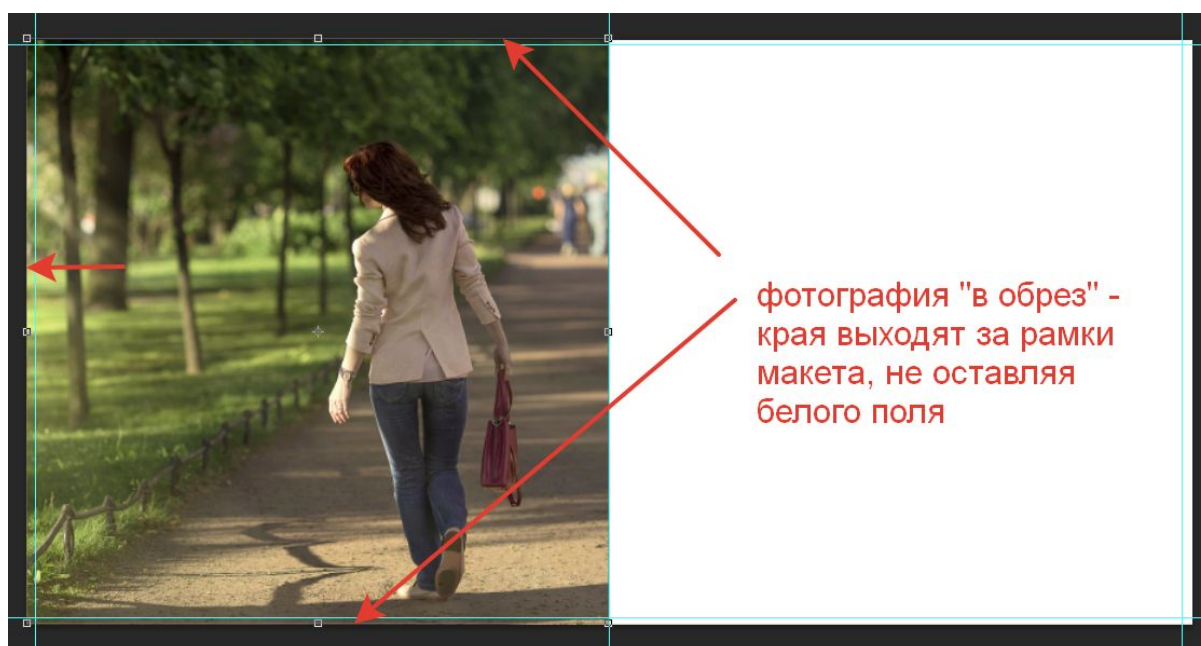 фотография "в обрез" -
края выходят за рамки
макета, не оставляя
белого поля